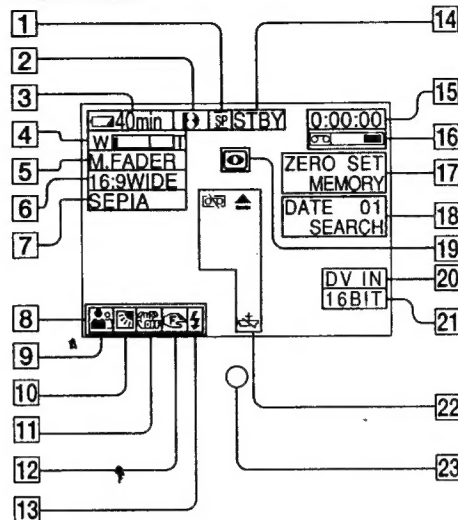 1
14
2
3
15
40min
SP
STBY
0:00:00
4
W
T
16
5
M.FADER
ZERO SET
MEMORY
17
6
16:9WIDE
7
SEPIA
DATE 01
SEARCH
18
19
DV IN
20
16BIT
21
8
9
10
11
OFF
F
12
13
22
23